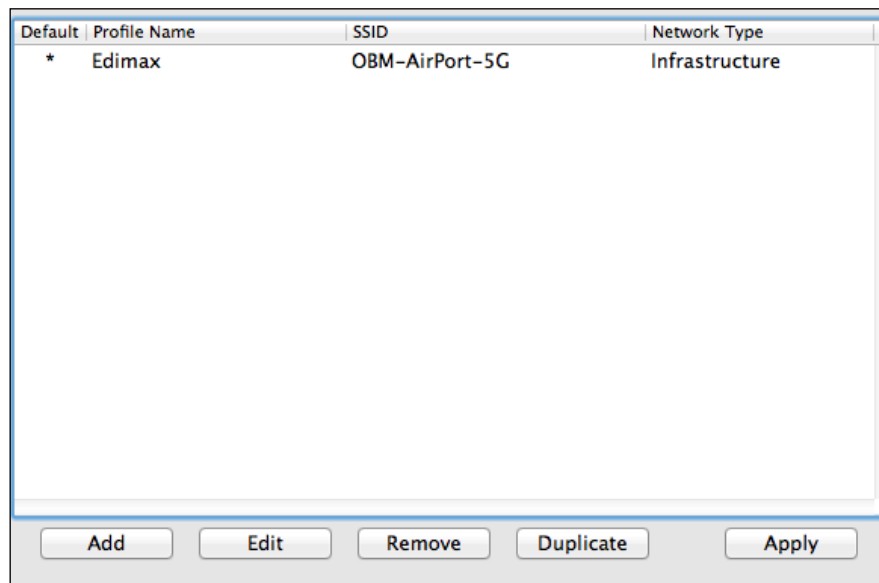 Default Profile Name SSID Network Type
* Edimax OBM-AirPort-5G Infrastructure
Add Edit Remove Duplicate Apply